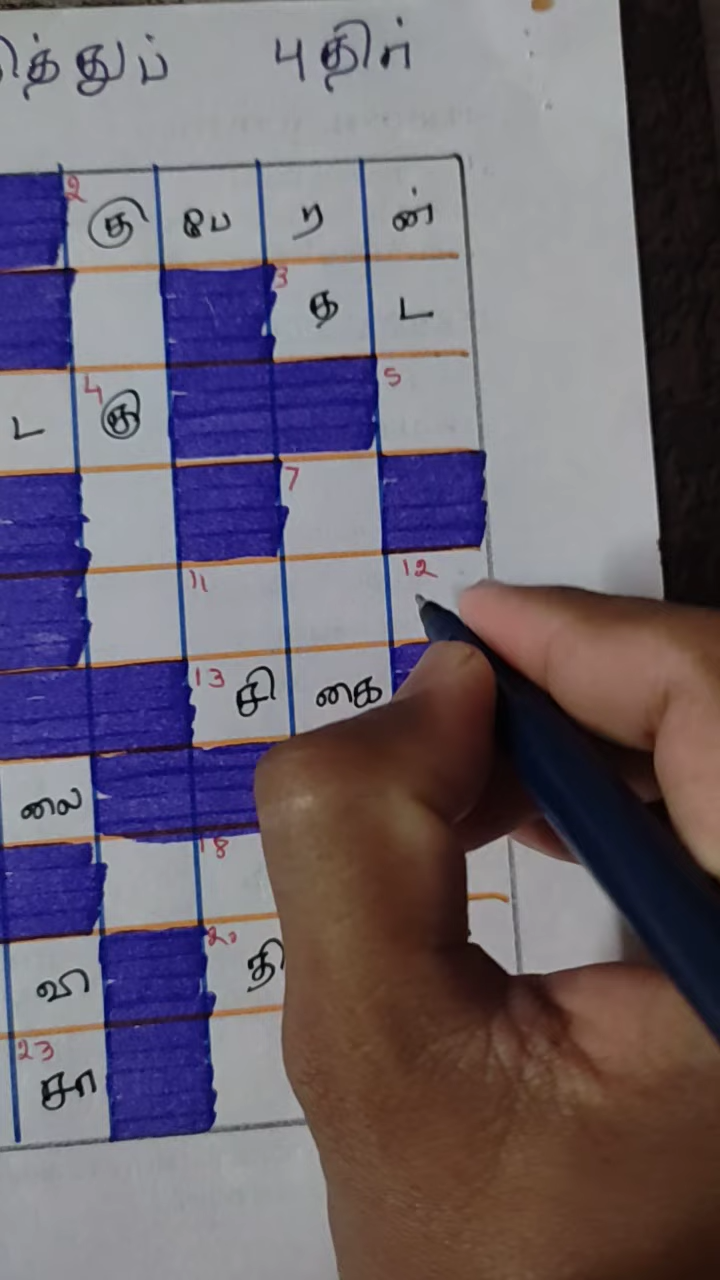 ித்துப் புதிர்
2 கு பே ர ன்
3 த ட
ட 4 கு 5
7
11 12
13 சி கை
லை
18
வி 20 தி
23 சா